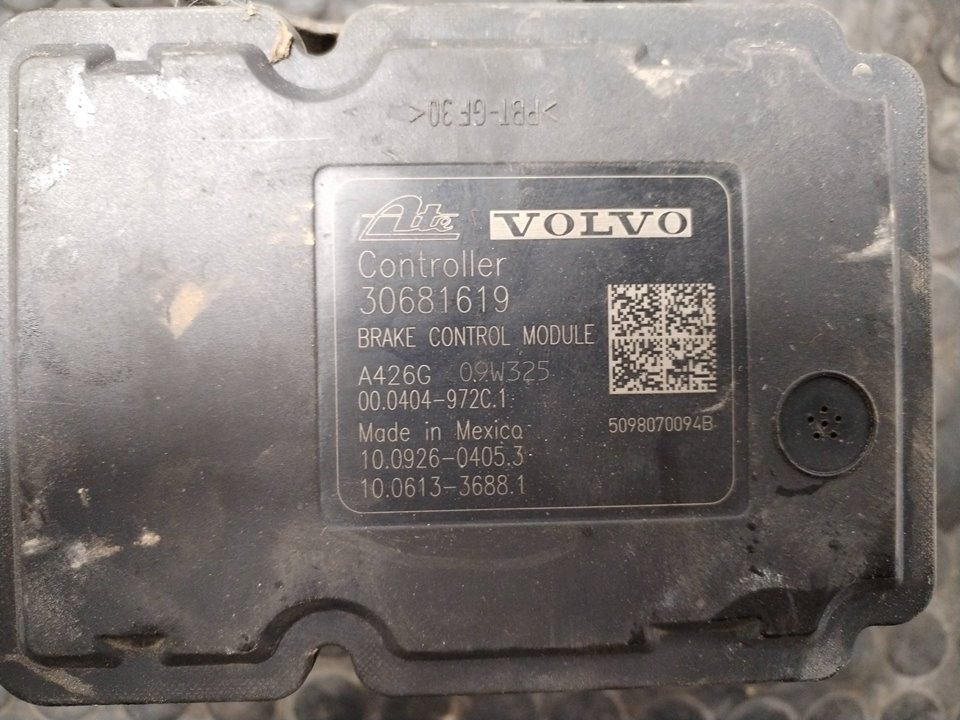 >PBT-GF30<
Ate VOLVO
Controller
30681619
BRAKE CONTROL MODULE
A426G 09W325
00.0404-972C.1
Made in Mexico
10.0926-0405.3
10.0613-3688.1
5098070094B